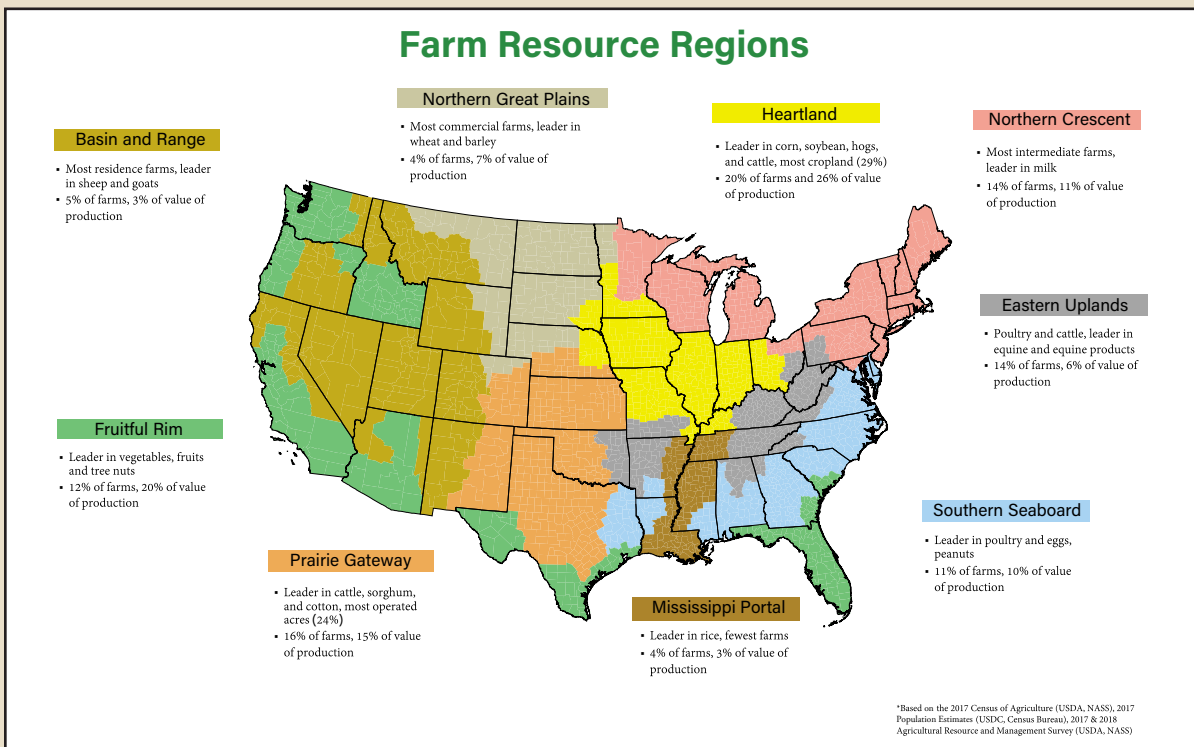 Farm Resource Regions
Northern Great Plains
▪ Most commercial farms, leader in
wheat and barley
▪ 4% of farms, 7% of value of
production
Heartland
▪ Leader in corn, soybean, hogs,
and cattle, most cropland (29%)
▪ 20% of farms and 26% of value
of production
Northern Crescent
▪ Most intermediate farms,
leader in milk
▪ 14% of farms, 11% of value
of production
Basin and Range
▪ Most residence farms, leader
in sheep and goats
▪ 5% of farms, 3% of value of
production
Eastern Uplands
▪ Poultry and cattle, leader in
equine and equine products
▪ 14% of farms, 6% of value of
production
Fruitful Rim
▪ Leader in vegetables, fruits
and tree nuts
▪ 12% of farms, 20% of value
of production
Southern Seaboard
▪ Leader in poultry and eggs,
peanuts
▪ 11% of farms, 10% of value
of production
Prairie Gateway
▪ Leader in cattle, sorghum,
and cotton, most operated
acres (24%)
▪ 16% of farms, 15% of value
of production
Mississippi Portal
▪ Leader in rice, fewest farms
▪ 4% of farms, 3% of value of
production
*Based on the 2017 Census of Agriculture (USDA, NASS), 2017
Population Estimates (USDC, Census Bureau), 2017 & 2018
Agricultural Resource and Management Survey (USDA, NASS)